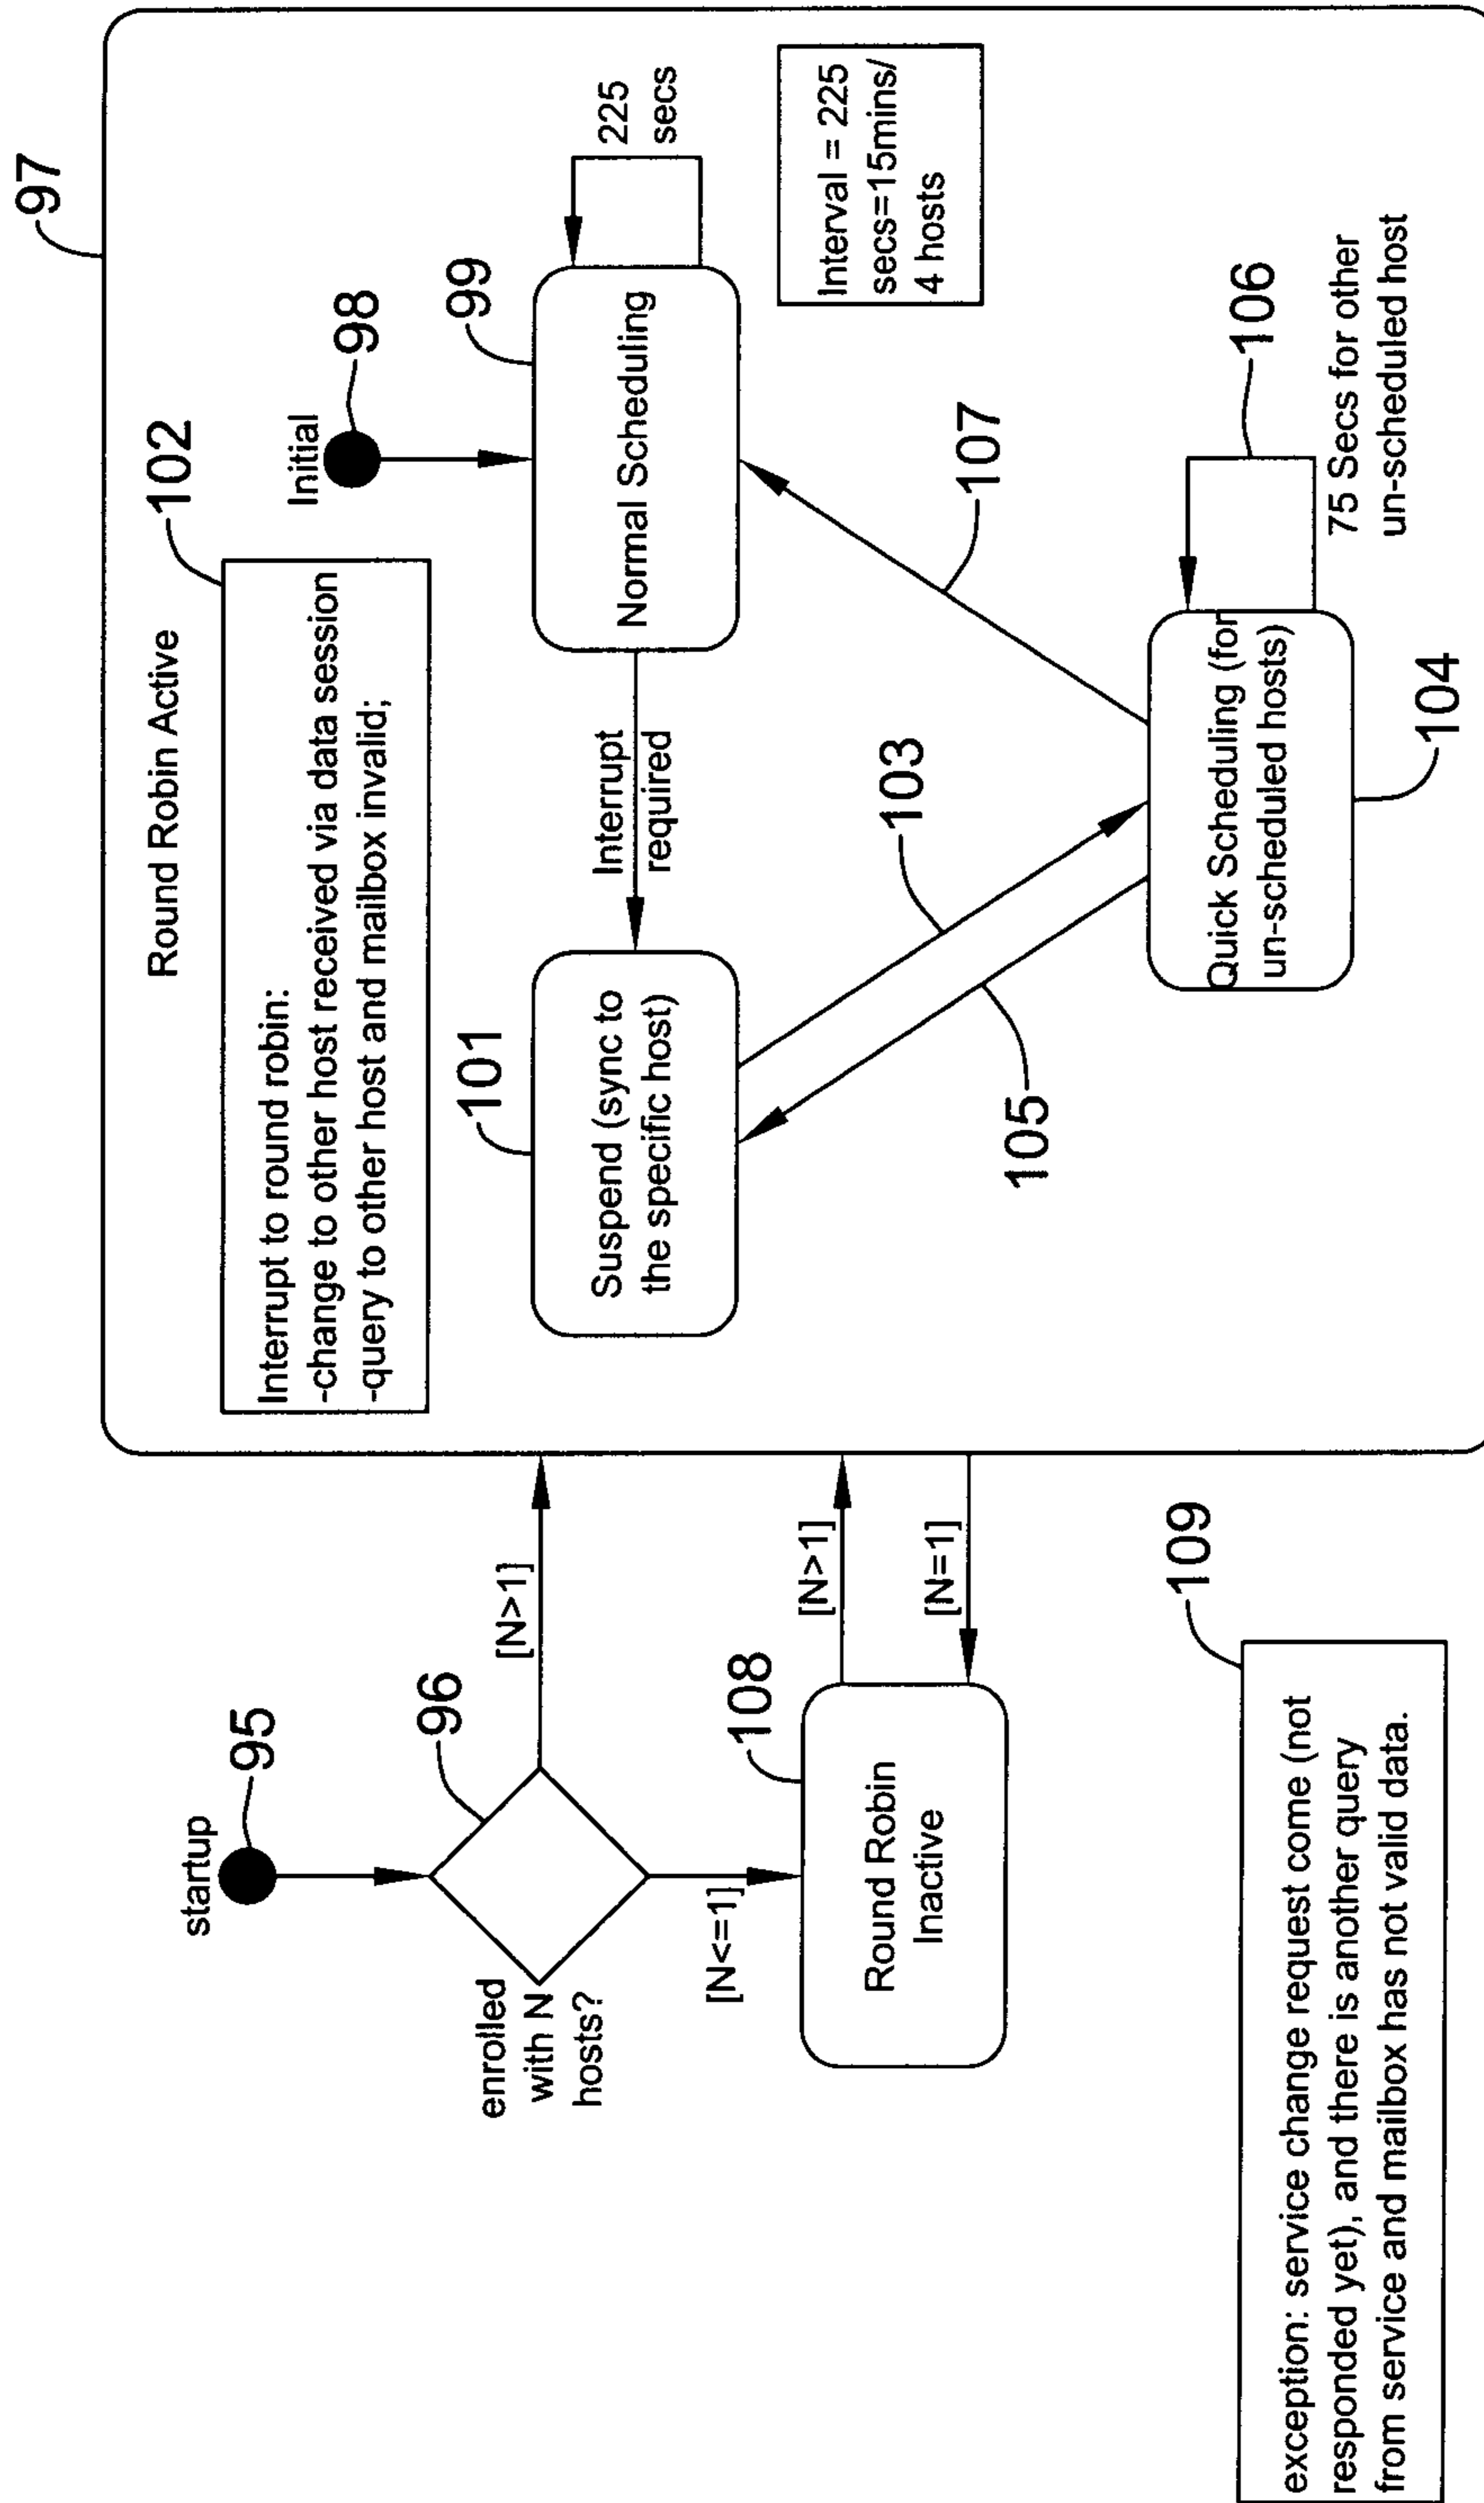 startup
95
enrolled
with N
hosts?
96
[N>1]
[N<=1]
108
Round Robin
Inactive
[N>1]
[N=1]
109
exception: service change request come (not
responded yet), and there is another query
from service and mailbox has not valid data.
97
Round Robin Active
102
Interrupt to round robin:
-change to other host received via data session
-query to other host and mailbox invalid;
Initial
98
101
Suspend (sync to
the specific host)
Interrupt
required
99
Normal Scheduling
225
secs
Interval = 225
secs=15mins/
4 hosts
103
105
107
Quick Scheduling (for
un-scheduled hosts)
104
106
75 Secs for other
un-scheduled host